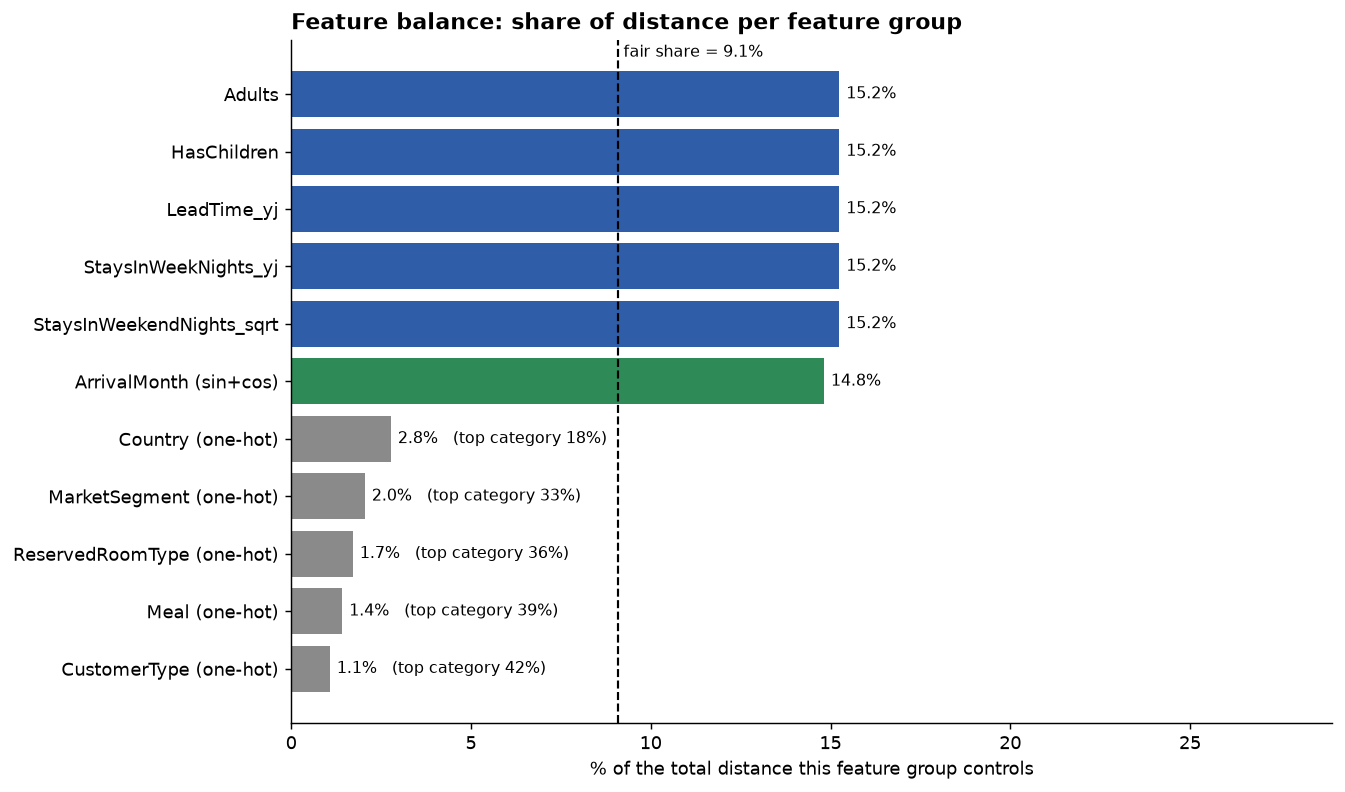 Feature balance: share of distance per feature group
fair share = 9.1%
Adults 15.2%
HasChildren 15.2%
LeadTime_yj 15.2%
StaysInWeekNights_yj 15.2%
StaysInWeekendNights_sqrt 15.2%
ArrivalMonth (sin+cos) 14.8%
Country (one-hot) 2.8% (top category 18%)
MarketSegment (one-hot) 2.0% (top category 33%)
ReservedRoomType (one-hot) 1.7% (top category 36%)
Meal (one-hot) 1.4% (top category 39%)
CustomerType (one-hot) 1.1% (top category 42%)
0 5 10 15 20 25
% of the total distance this feature group controls